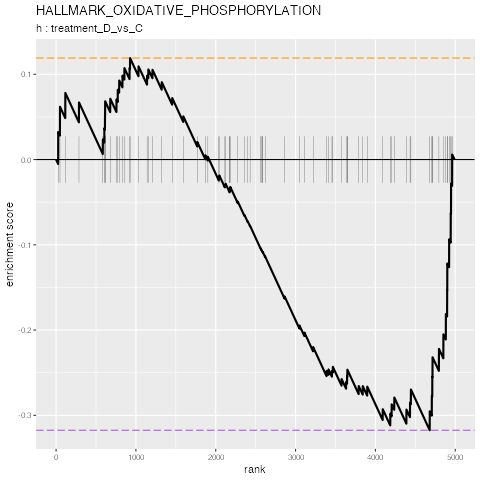 HALLMARK_OXIDATIVE_PHOSPHORYLATION
h : treatment_D_vs_C
enrichment score
0.1
0.0
-0.1
-0.2
-0.3
0 1000 2000 3000 4000 5000
rank